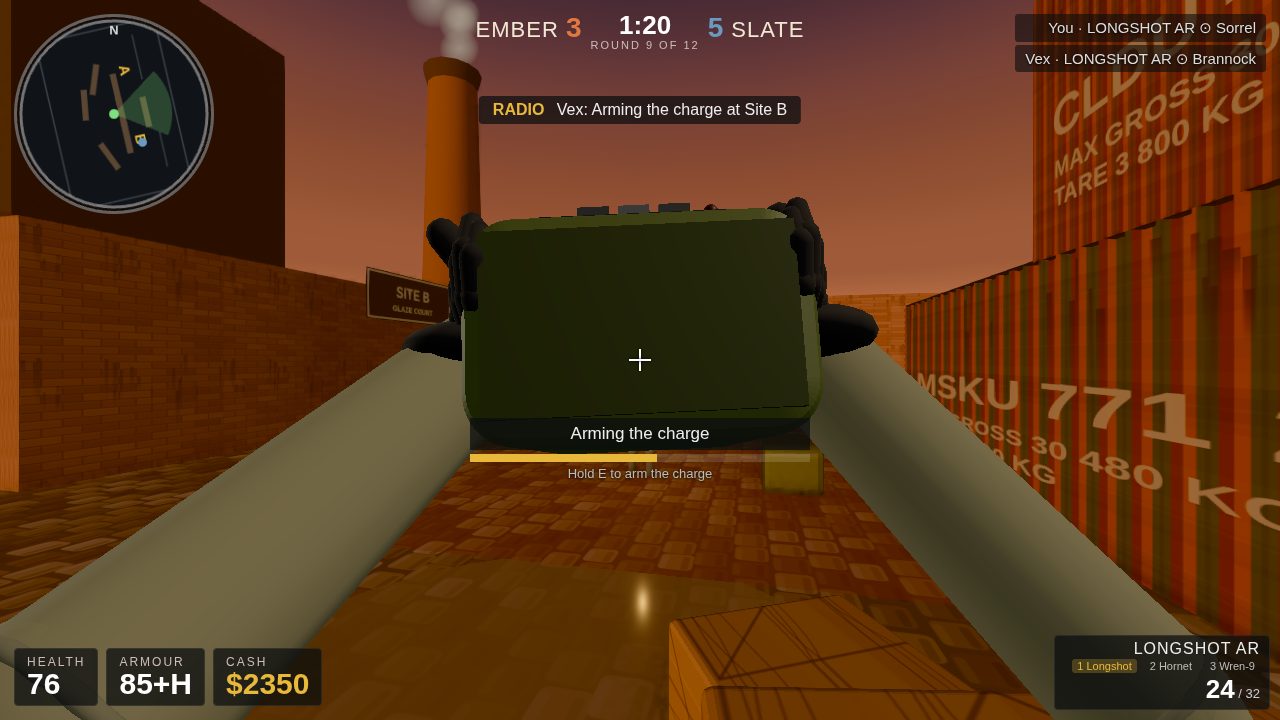 N
A
B
EMBER 3 1:20 5 SLATE
ROUND 9 OF 12
You · LONGSHOT AR ⊙ Sorrel
Vex · LONGSHOT AR ⊙ Brannock
RADIO Vex: Arming the charge at Site B
MAX GROSS
TARE 3 800 KG
SITE B
GLAZE COURT
MSKU 771
GROSS 30 480 KG
KG
Arming the charge
Hold E to arm the charge
HEALTH
76
ARMOUR
85+H
CASH
$2350
LONGSHOT AR
1 Longshot 2 Hornet 3 Wren-9
24 / 32